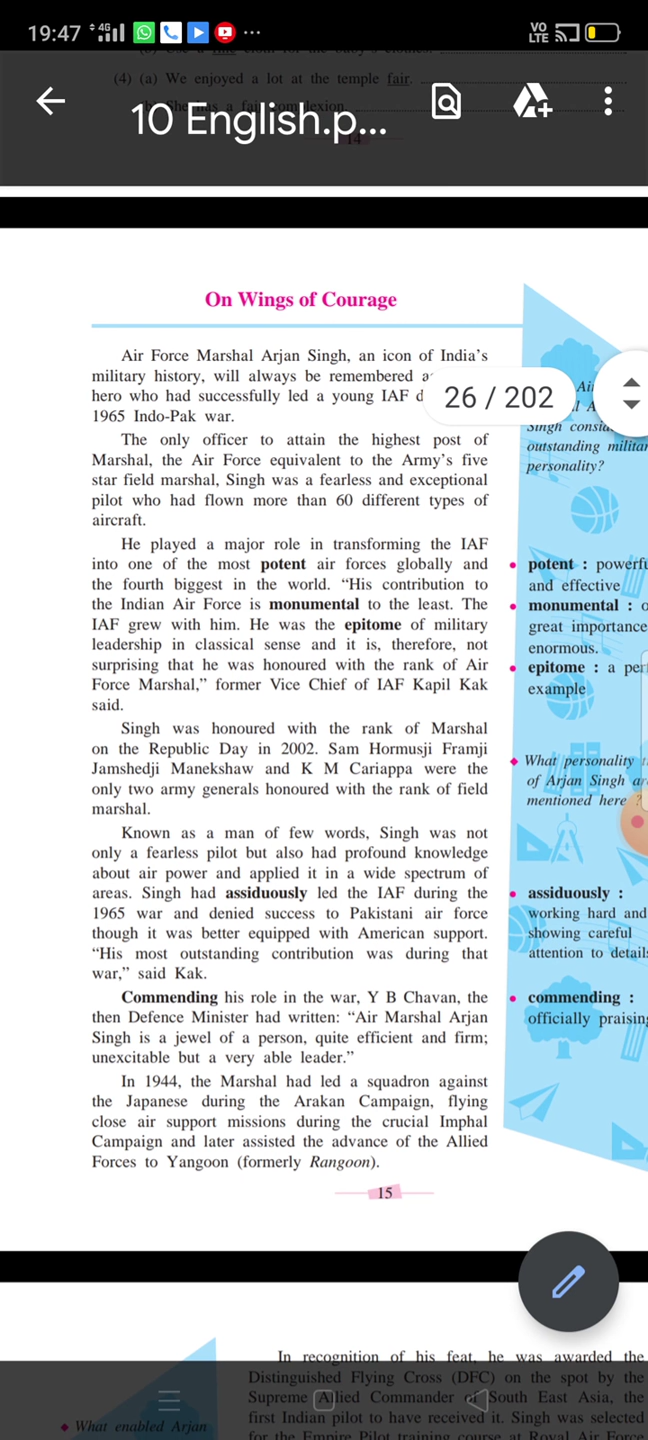 19:47 4G VO LTE
(4) (a) We enjoyed a lot at the temple fair.
10 English.p...
14
On Wings of Courage
Air Force Marshal Arjan Singh, an icon of India's
military history, will always be remembered
hero who had successfully led a young IAF
1965 Indo-Pak war.
26 / 202
The only officer to attain the highest post of
Marshal, the Air Force equivalent to the Army's five
star field marshal, Singh was a fearless and exceptional
pilot who had flown more than 60 different types of
aircraft.
Singh
outstanding
personality?
He played a major role in transforming the IAF
into one of the most potent air forces globally and
the fourth biggest in the world. "His contribution to
the Indian Air Force is monumental to the least. The
IAF grew with him. He was the epitome of military
leadership in classical sense and it is, therefore, not
surprising that he was honoured with the rank of Air
Force Marshal," former Vice Chief of IAF Kapil Kak
said.
• potent : powerfu
and effective
• monumental : o
great importance
enormous.
• epitome : a per
example
Singh was honoured with the rank of Marshal
on the Republic Day in 2002. Sam Hormusji Framji
Jamshedji Manekshaw and K M Cariappa were the
only two army generals honoured with the rank of field
marshal.
◆ What personality t
of Arjan Singh ar
mentioned here ?
Known as a man of few words, Singh was not
only a fearless pilot but also had profound knowledge
about air power and applied it in a wide spectrum of
areas. Singh had assiduously led the IAF during the
1965 war and denied success to Pakistani air force
though it was better equipped with American support.
"His most outstanding contribution was during that
war," said Kak.
• assiduously :
working hard and
showing careful
attention to details
Commending his role in the war, Y B Chavan, the
then Defence Minister had written: "Air Marshal Arjan
Singh is a jewel of a person, quite efficient and firm;
unexcitable but a very able leader."
• commending :
officially praising
In 1944, the Marshal had led a squadron against
the Japanese during the Arakan Campaign, flying
close air support missions during the crucial Imphal
Campaign and later assisted the advance of the Allied
Forces to Yangoon (formerly Rangoon).
15
In recognition of his feat, he was awarded the
Distinguished Flying Cross (DFC) on the spot by the
Supreme Allied Commander of South East Asia, the
first Indian pilot to have received it. Singh was selected
for the Empire Pilot training course at Royal Air Force
◆ What enabled Arjan